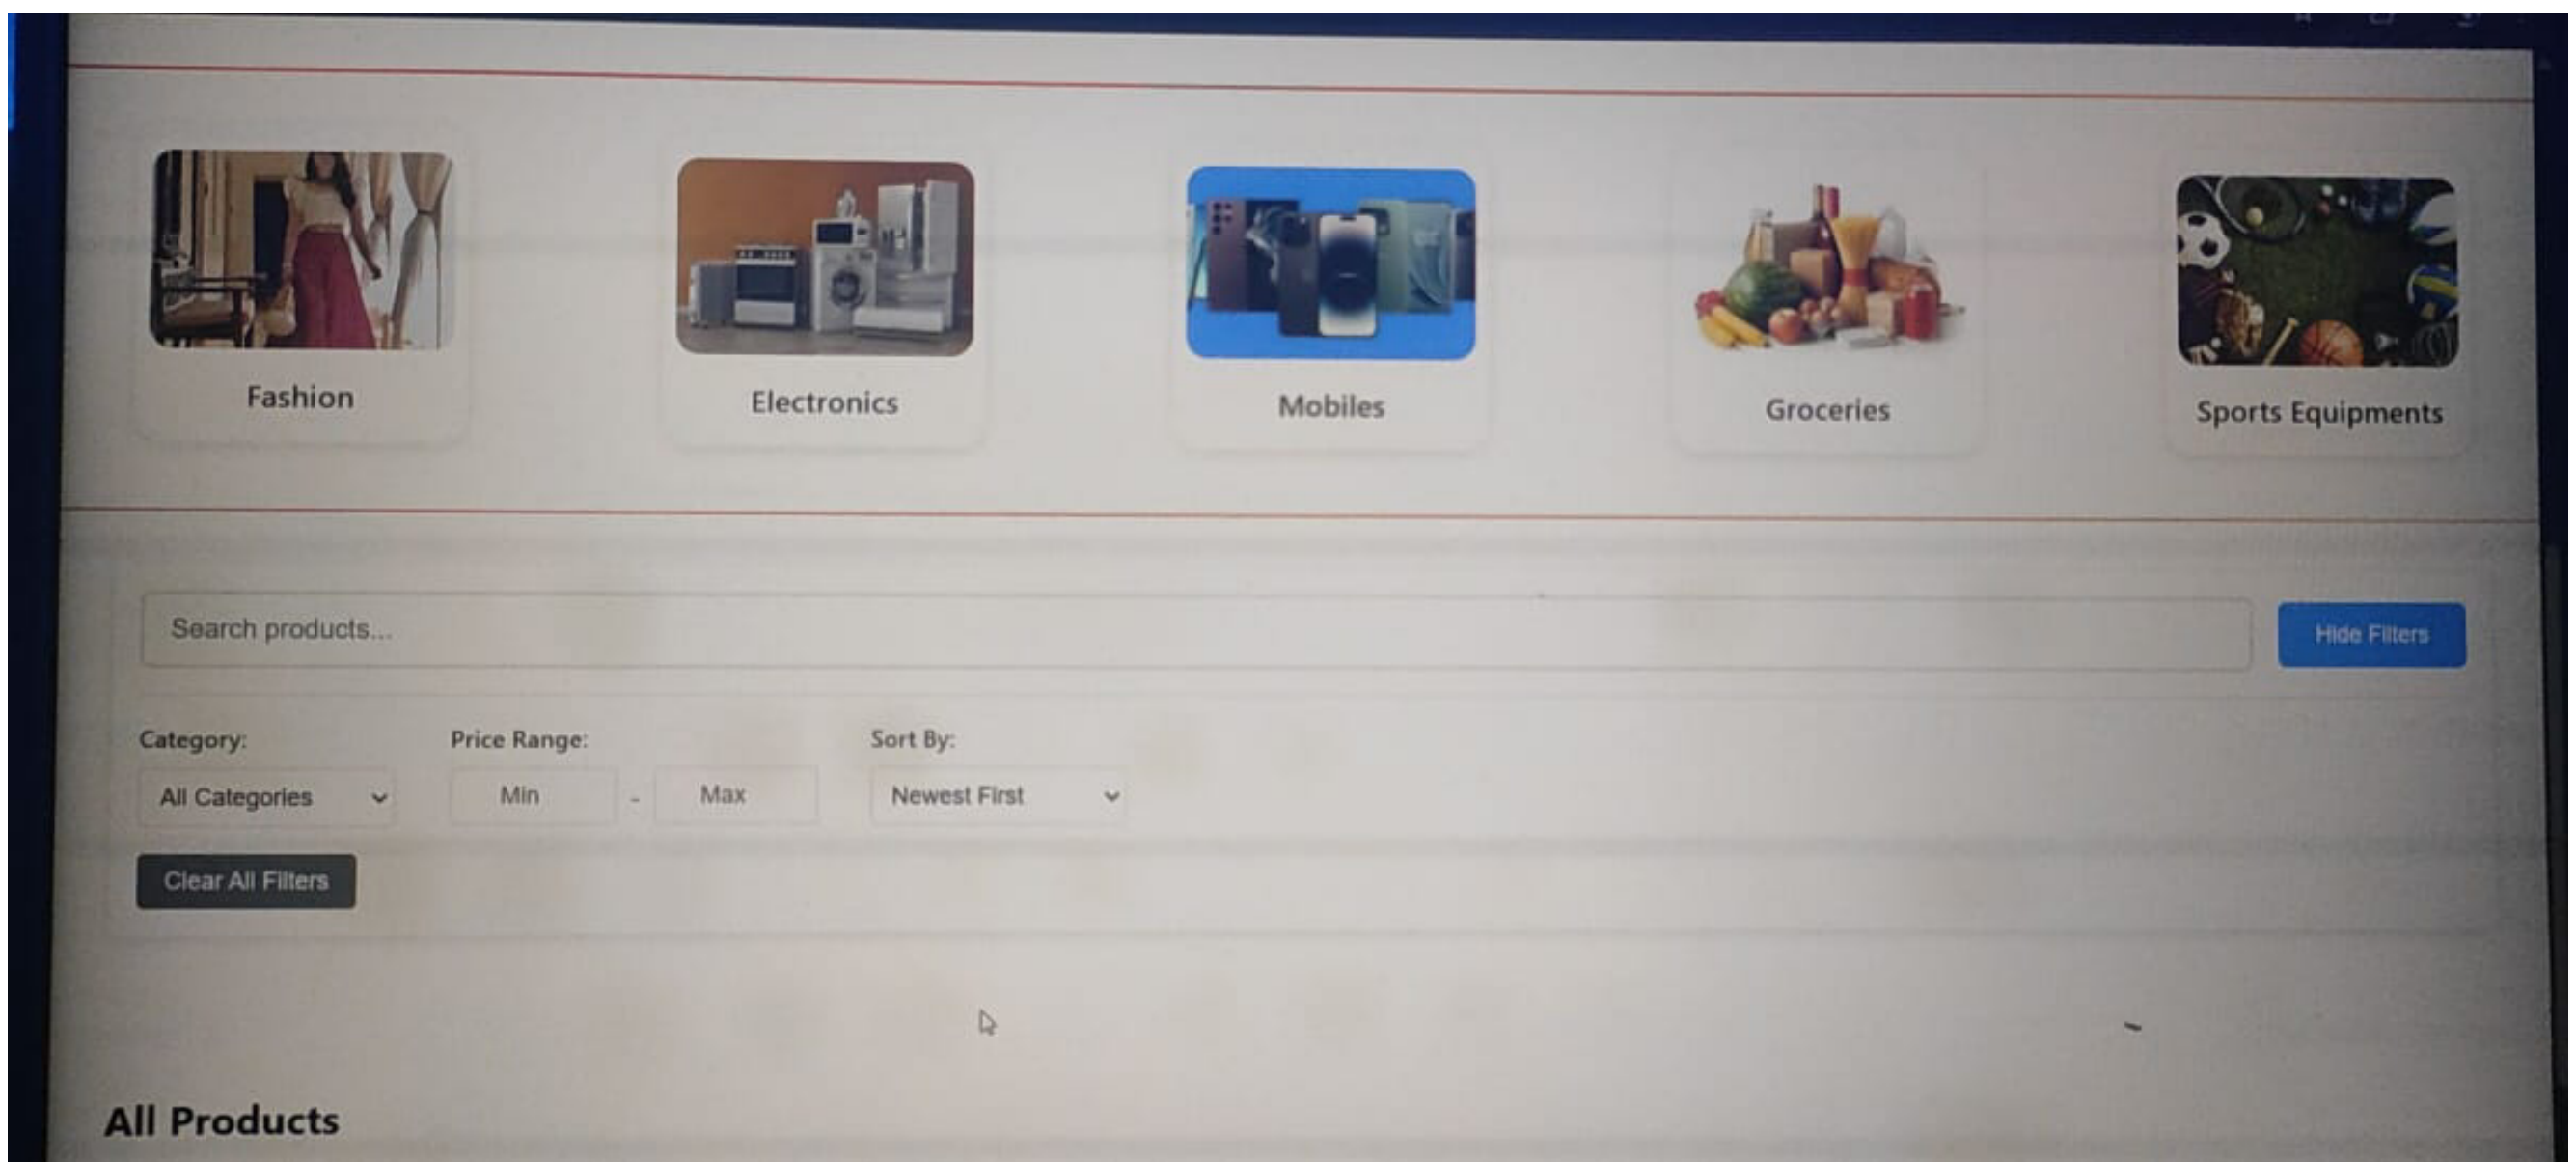 Fashion
Electronics
Mobiles
Groceries
Sports Equipments
Search products...
Hide Filters
Category:
Price Range:
Sort By:
All Categories
Min
-
Max
Newest First
Clear All Filters
All Products